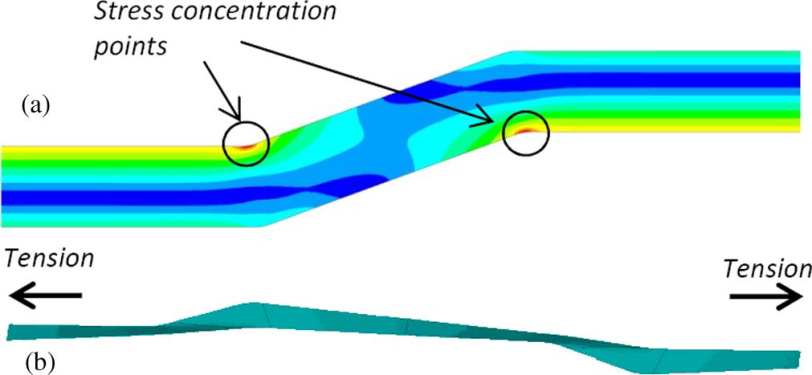 Stress concentration
points
(a)
Tension
Tension
(b)